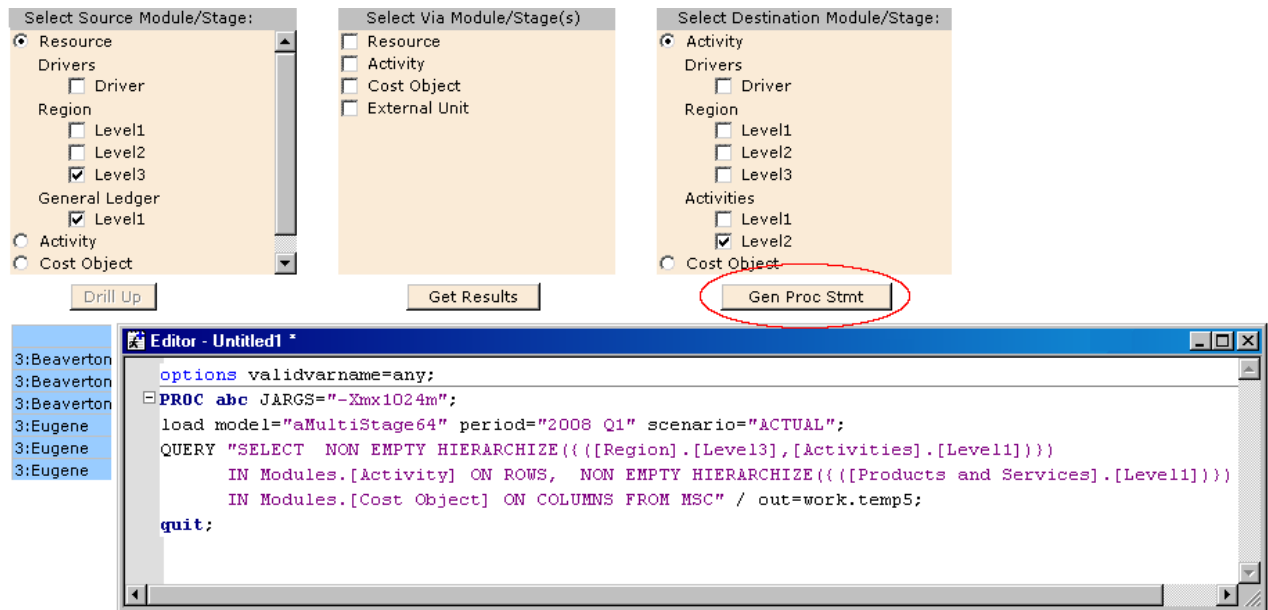 Select Source Module/Stage:
Resource
Drivers
Driver
Region
Level1
Level2
Level3
General Ledger
Level1
Activity
Cost Object
Drill Up
Select Via Module/Stage(s)
Resource
Activity
Cost Object
External Unit
Get Results
Select Destination Module/Stage:
Activity
Drivers
Driver
Region
Level1
Level2
Level3
Activities
Level1
Level2
Cost Object
Gen Proc Stmt
3:Beaverton
3:Beaverton
3:Beaverton
3:Eugene
3:Eugene
3:Eugene
Editor - Untitled1 *
options validvarname=any;
PROC abc JARGS="-Xmx1024m";
load model="aMultiStage64" period="2008 Q1" scenario="ACTUAL";
QUERY "SELECT  NON EMPTY HIERARCHIZE({([Region].[Level3],[Activities].[Level1])})
IN Modules.[Activity] ON ROWS,  NON EMPTY HIERARCHIZE({([Products and Services].[Level1])})
IN Modules.[Cost Object] ON COLUMNS FROM MSC" / out=work.temp5;
quit;